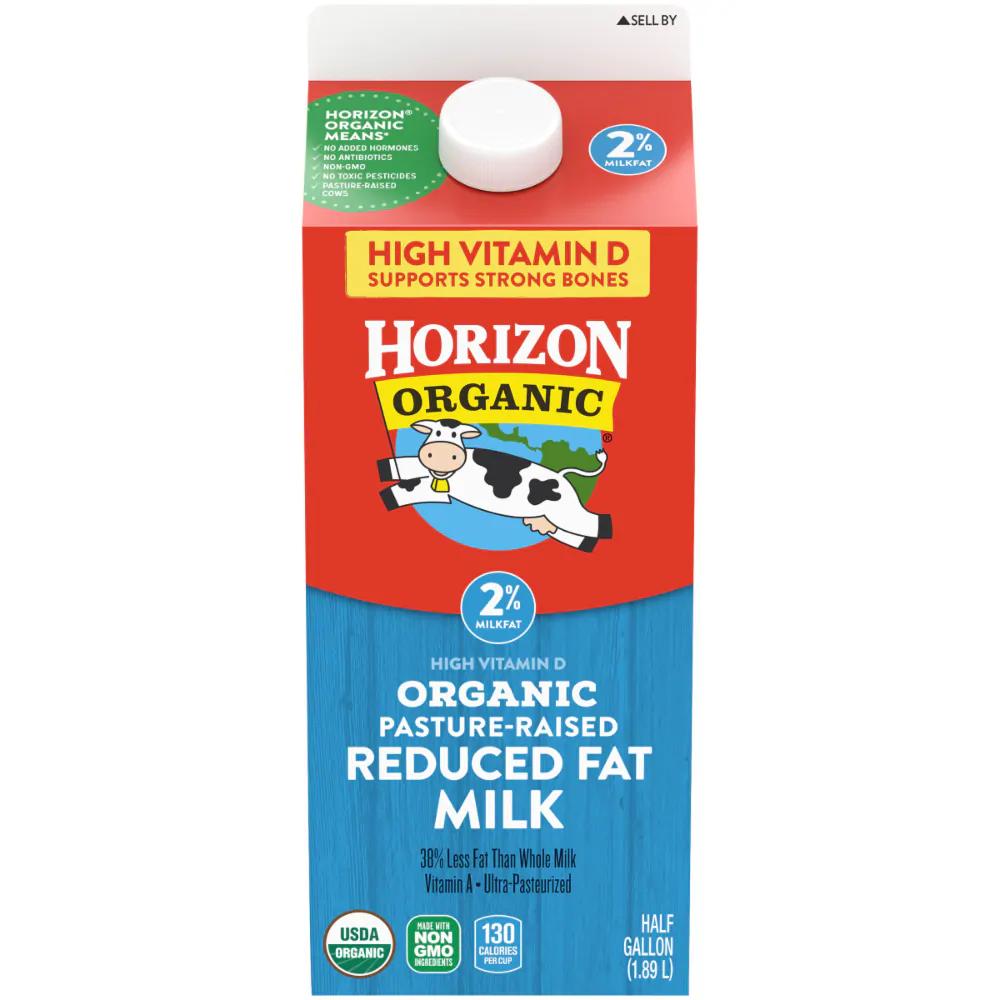 ▲SELL BY
HORIZON®
ORGANIC
MEANS*
✓ NO ADDED HORMONES
✓ NO ANTIBIOTICS
✓ NON-GMO
✓ NO TOXIC PESTICIDES
✓ PASTURE-RAISED
COWS
2%
MILKFAT
HIGH VITAMIN D
SUPPORTS STRONG BONES
HORIZON
ORGANIC
®
2%
MILKFAT
HIGH VITAMIN D
ORGANIC
PASTURE-RAISED
REDUCED FAT
MILK
38% Less Fat Than Whole Milk
Vitamin A • Ultra-Pasteurized
USDA
ORGANIC
MADE WITH
NON
GMO
INGREDIENTS
130
CALORIES
PER CUP
HALF
GALLON
(1.89 L)